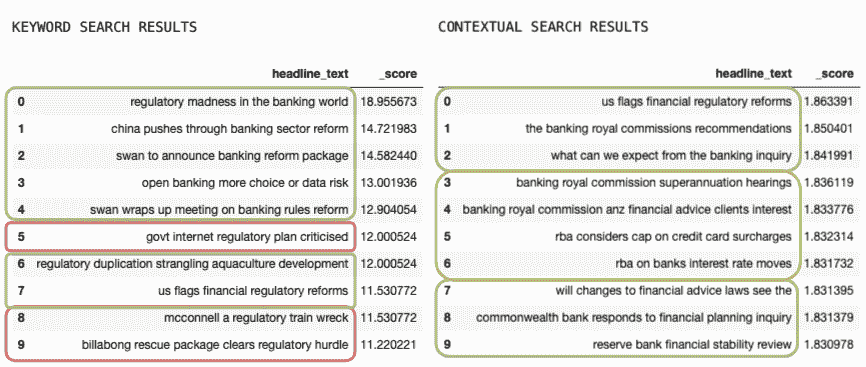 KEYWORD SEARCH RESULTS
headline_text _score
0 regulatory madness in the banking world 18.955673
1 china pushes through banking sector reform 14.721983
2 swan to announce banking reform package 14.582440
3 open banking more choice or data risk 13.001936
4 swan wraps up meeting on banking rules reform 12.904054
5 govt internet regulatory plan criticised 12.000524
6 regulatory duplication strangling aquaculture development 12.000524
7 us flags financial regulatory reforms 11.530772
8 mcconnell a regulatory train wreck 11.530772
9 billabong rescue package clears regulatory hurdle 11.220221
CONTEXTUAL SEARCH RESULTS
headline_text _score
0 us flags financial regulatory reforms 1.863391
1 the banking royal commissions recommendations 1.850401
2 what can we expect from the banking inquiry 1.841991
3 banking royal commission superannuation hearings 1.836119
4 banking royal commission anz financial advice clients interest 1.833776
5 rba considers cap on credit card surcharges 1.832314
6 rba on banks interest rate moves 1.831732
7 will changes to financial advice laws see the 1.831395
8 commonwealth bank responds to financial planning inquiry 1.831379
9 reserve bank financial stability review 1.830978